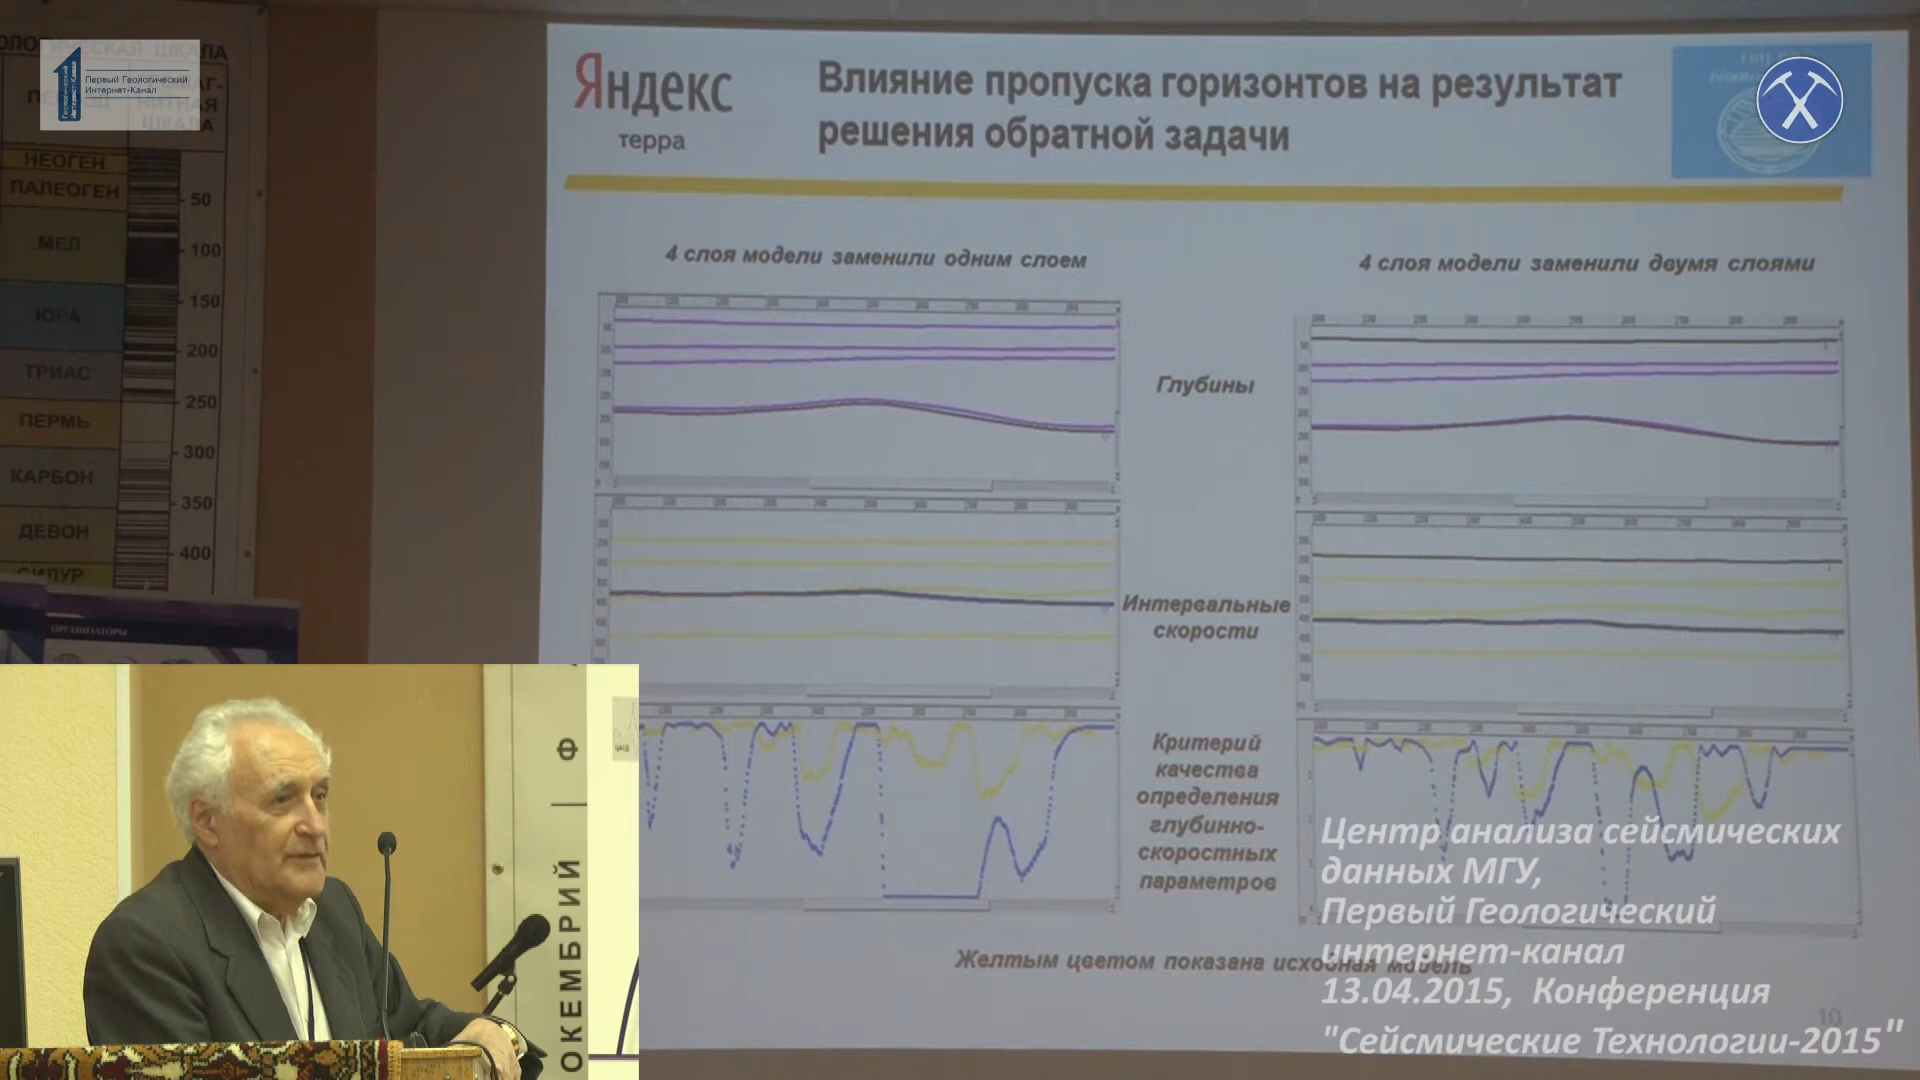 Первый Геологический
Интернет-Канал
НЕОГЕН
ПАЛЕОГЕН
МЕЛ
ЮРА
ТРИАС
ПЕРМЬ
КАРБОН
ДЕВОН
СИЛУР
50
100
150
200
250
300
350
400
ОРГАНИЗАТОРЫ
Яндекс
терра
Влияние пропуска горизонтов на результат
решения обратной задачи
4 слоя модели заменили одним слоем
4 слоя модели заменили двумя слоями
Глубины
Интервальные
скорости
Критерий
качества
определения
глубинно-
скоростных
параметров
Желтым цветом показана исходная модель
10
ОКЕМБРИЙ
Ф
Центр анализа сейсмических
данных МГУ,
Первый Геологический
интернет-канал
13.04.2015, Конференция
"Сейсмические Технологии-2015"